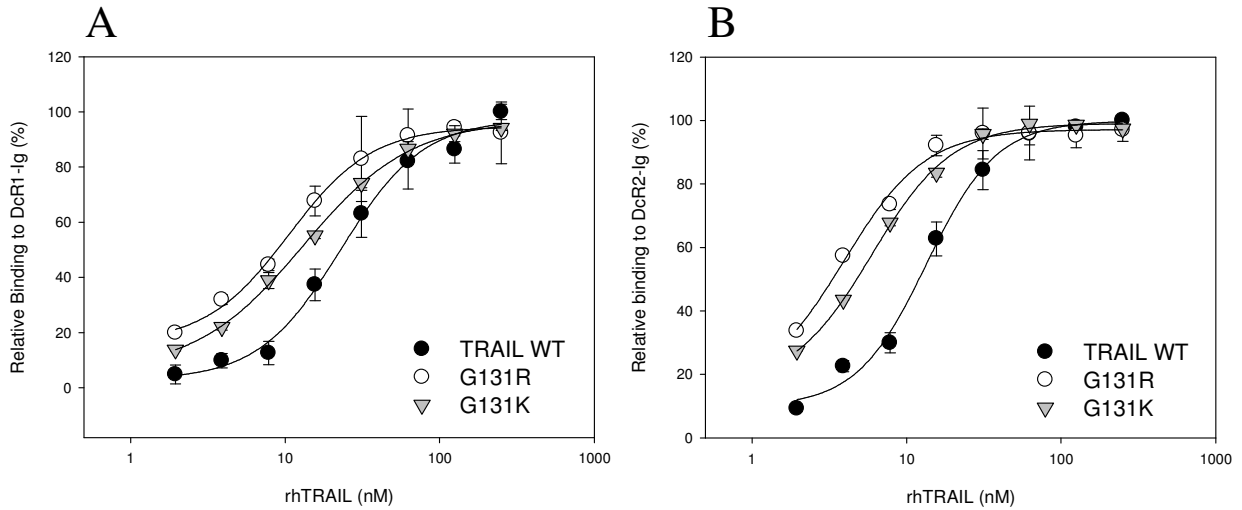 A
Relative Binding to DcR1-Ig (%)
120
100
80
60
40
20
0
TRAIL WT
G131R
G131K
1
10
100
1000
rhTRAIL (nM)
B
Relative binding to DcR2-Ig (%)
120
100
80
60
40
20
0
TRAIL WT
G131R
G131K
1
10
100
1000
rhTRAIL (nM)